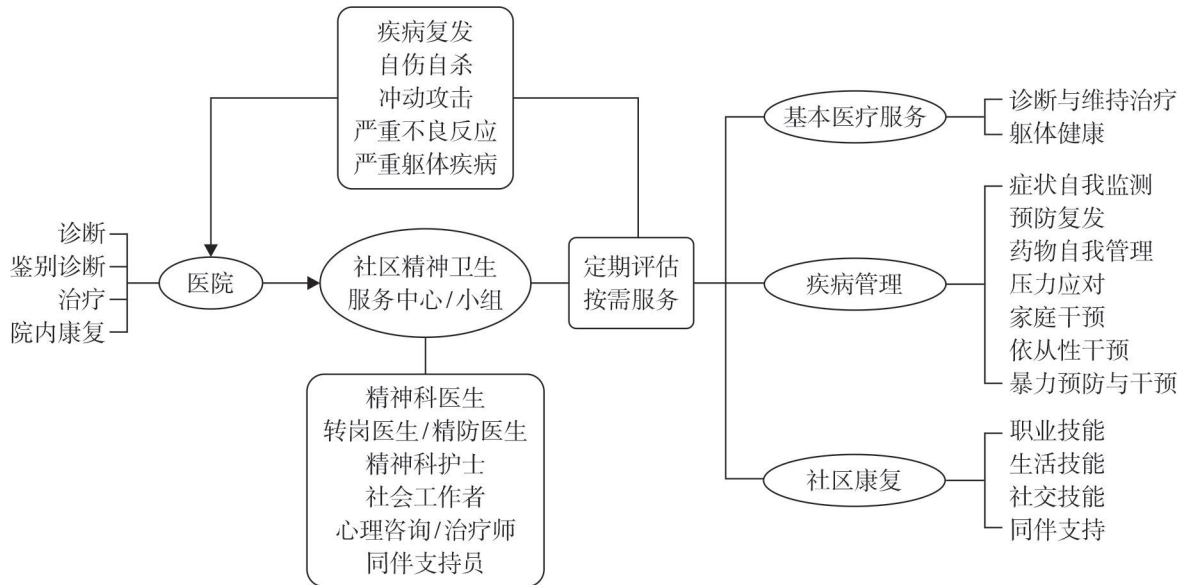 疾病复发
自伤自杀
冲动攻击
严重不良反应
严重躯体疾病
诊断
鉴别诊断
治疗
院内康复
医院
社区精神卫生
服务中心/小组
精神科医生
转岗医生/精防医生
精神科护士
社会工作者
心理咨询/治疗师
同伴支持员
定期评估
按需服务
基本医疗服务
诊断与维持治疗
躯体健康
疾病管理
症状自我监测
预防复发
药物自我管理
压力应对
家庭干预
依从性干预
暴力预防与干预
社区康复
职业技能
生活技能
社交技能
同伴支持